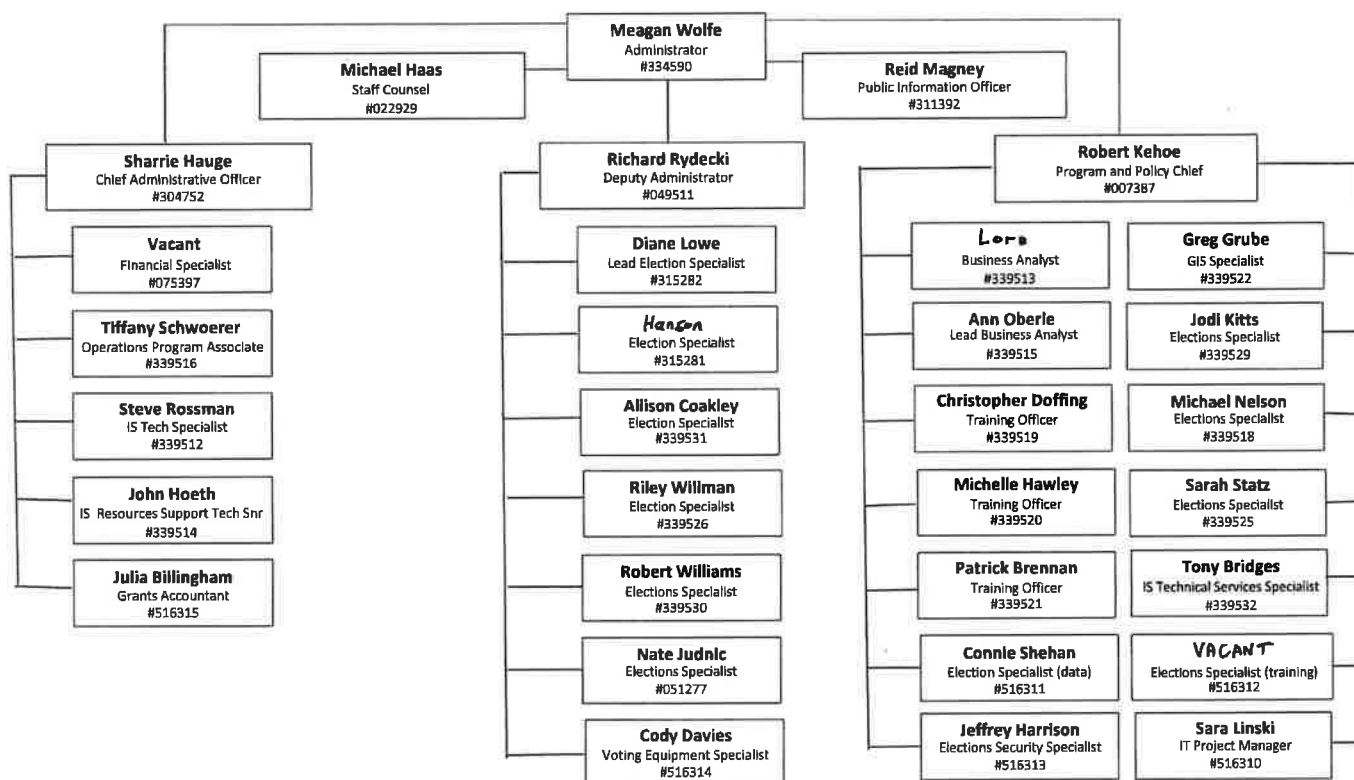 Meagan Wolfe
Administrator
#334590
Michael Haas
Staff Counsel
#022929
Reid Magney
Public Information Officer
#311392
Sharrie Hauge
Chief Administrative Officer
#304752
Vacant
Financial Specialist
#075397
Tiffany Schwoerer
Operations Program Associate
#339516
Steve Rossman
IS Tech Specialist
#339512
John Hoeth
IS Resources Support Tech Snr
#339514
Julia Billingham
Grants Accountant
#516315
Richard Rydecki
Deputy Administrator
#049511
Diane Lowe
Lead Election Specialist
#315282
Hanson
Election Specialist
#315281
Allison Coakley
Election Specialist
#339531
Riley Willman
Election Specialist
#339526
Robert Williams
Elections Specialist
#339530
Nate Judnic
Elections Specialist
#051277
Cody Davies
Voting Equipment Specialist
#516314
Robert Kehoe
Program and Policy Chief
#007387
Business Analyst
#339513
Ann Oberle
Lead Business Analyst
#339515
Christopher Doffing
Training Officer
#339519
Michelle Hawley
Training Officer
#339520
Patrick Brennan
Training Officer
#339521
Connie Shehan
Election Specialist (data)
#516311
Jeffrey Harrison
Elections Security Specialist
#516313
Greg Grube
GIS Specialist
#339522
Jodi Kitts
Elections Specialist
#339529
Michael Nelson
Elections Specialist
#339518
Sarah Statz
Elections Specialist
#339525
Tony Bridges
IS Technical Services Specialist
#339532
VACANT
Elections Specialist (training)
#516312
Sara Linski
IT Project Manager
#516310